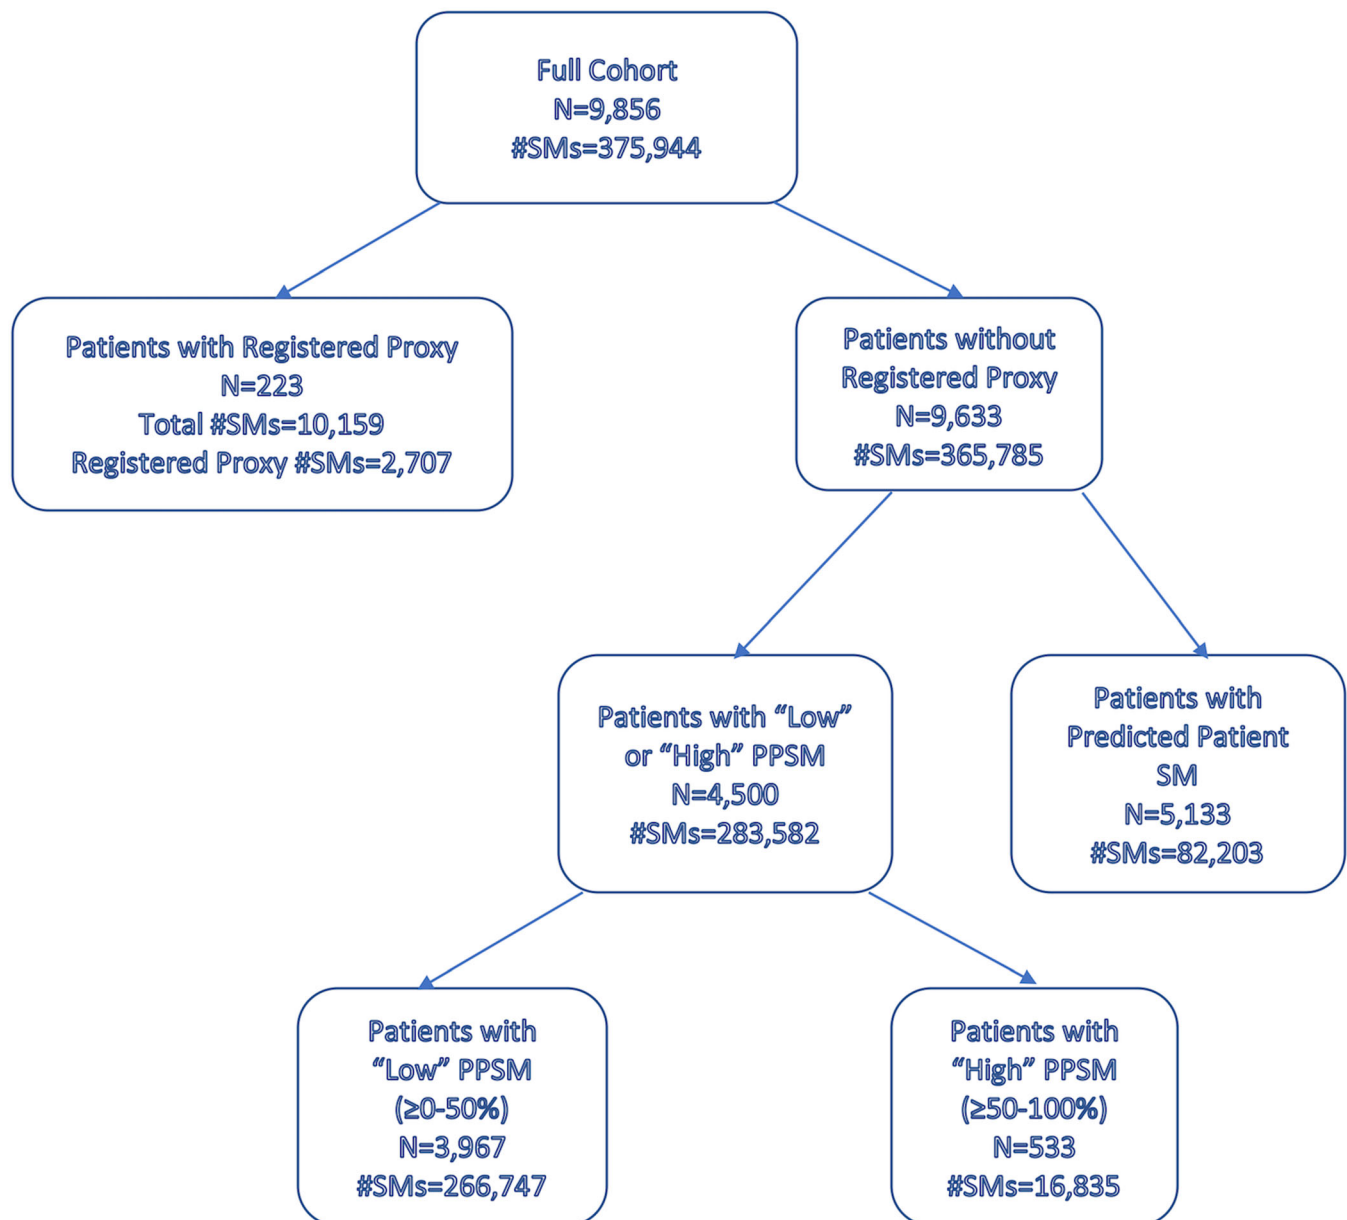 Full Cohort
N=9,856
#SMs=375,944
Patients with Registered Proxy
N=223
Total #SMs=10,159
Registered Proxy #SMs=2,707
Patients without
Registered Proxy
N=9,633
#SMs=365,785
Patients with “Low”
or “High” PPSM
N=4,500
#SMs=283,582
Patients with
Predicted Patient
SM
N=5,133
#SMs=82,203
Patients with
“Low” PPSM
(≥0-50%)
N=3,967
#SMs=266,747
Patients with
“High” PPSM
(≥50-100%)
N=533
#SMs=16,835